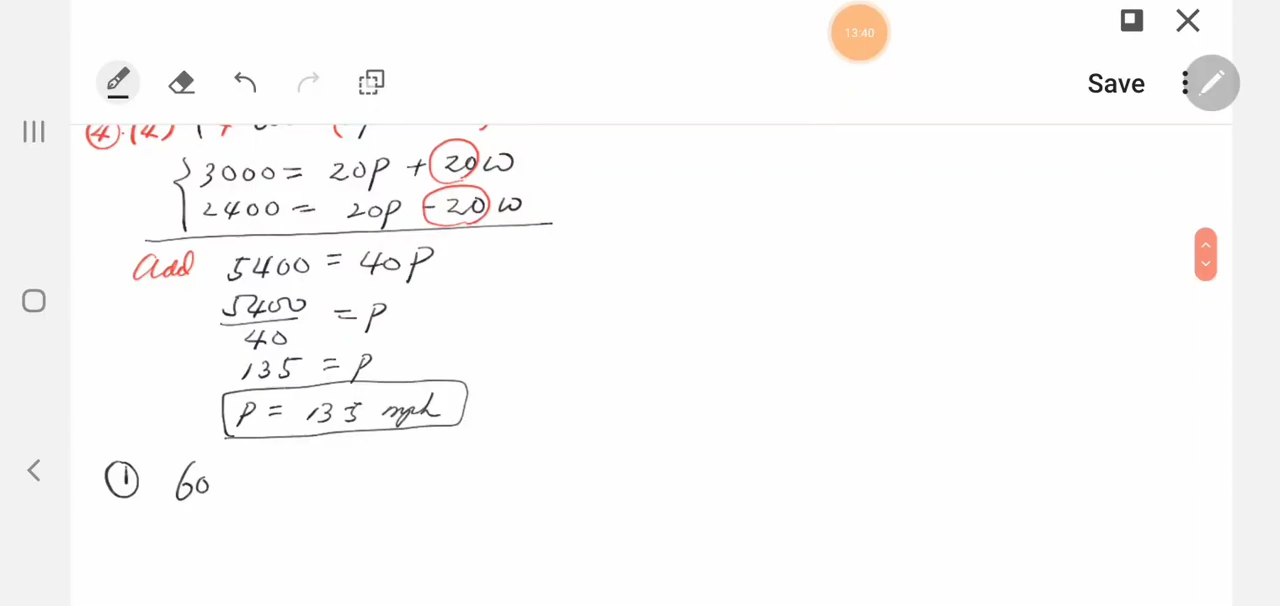 13:40
Save
3000 = 20P + 20W
2400 = 20P - 20W
Add 5400 = 40P
5400/40 = P
135 = P
P = 135 mph
① 60